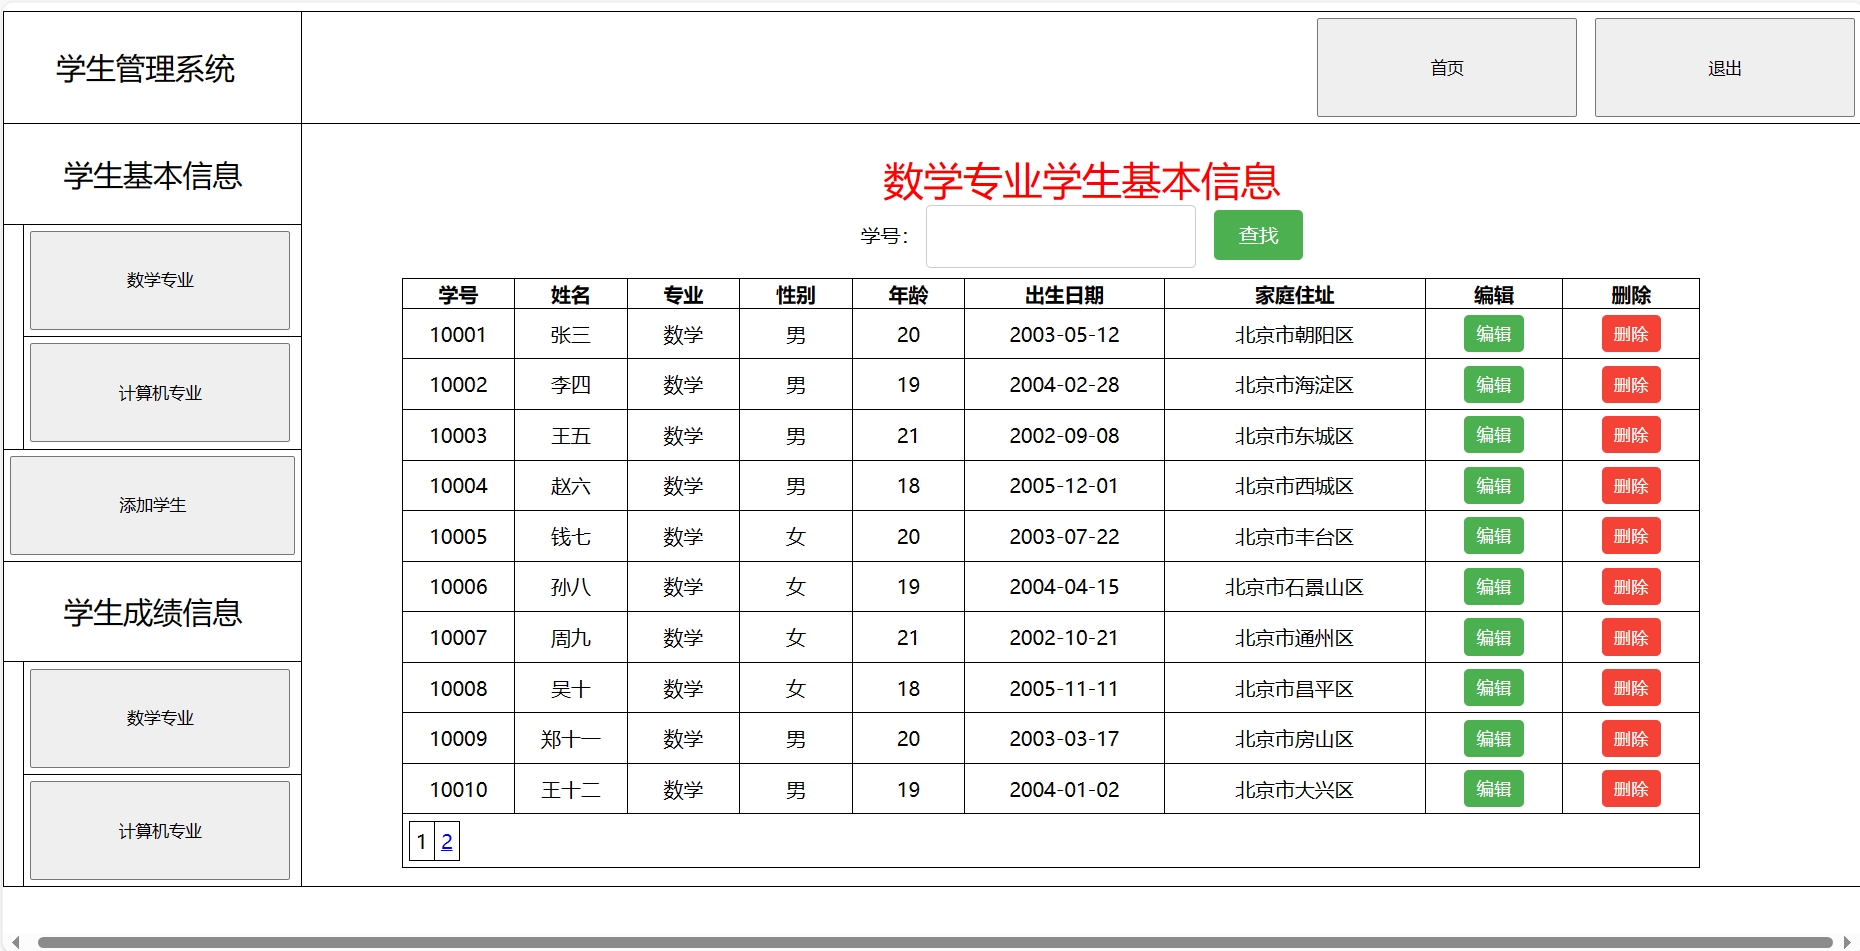 学生管理系统
首页 退出
学生基本信息
数学专业
计算机专业
添加学生
学生成绩信息
数学专业
计算机专业
数学专业学生基本信息
学号： 查找
学号 姓名 专业 性别 年龄 出生日期 家庭住址 编辑 删除
10001 张三 数学 男 20 2003-05-12 北京市朝阳区 编辑 删除
10002 李四 数学 男 19 2004-02-28 北京市海淀区 编辑 删除
10003 王五 数学 男 21 2002-09-08 北京市东城区 编辑 删除
10004 赵六 数学 男 18 2005-12-01 北京市西城区 编辑 删除
10005 钱七 数学 女 20 2003-07-22 北京市丰台区 编辑 删除
10006 孙八 数学 女 19 2004-04-15 北京市石景山区 编辑 删除
10007 周九 数学 女 21 2002-10-21 北京市通州区 编辑 删除
10008 吴十 数学 女 18 2005-11-11 北京市昌平区 编辑 删除
10009 郑十一 数学 男 20 2003-03-17 北京市房山区 编辑 删除
10010 王十二 数学 男 19 2004-01-02 北京市大兴区 编辑 删除
1 2